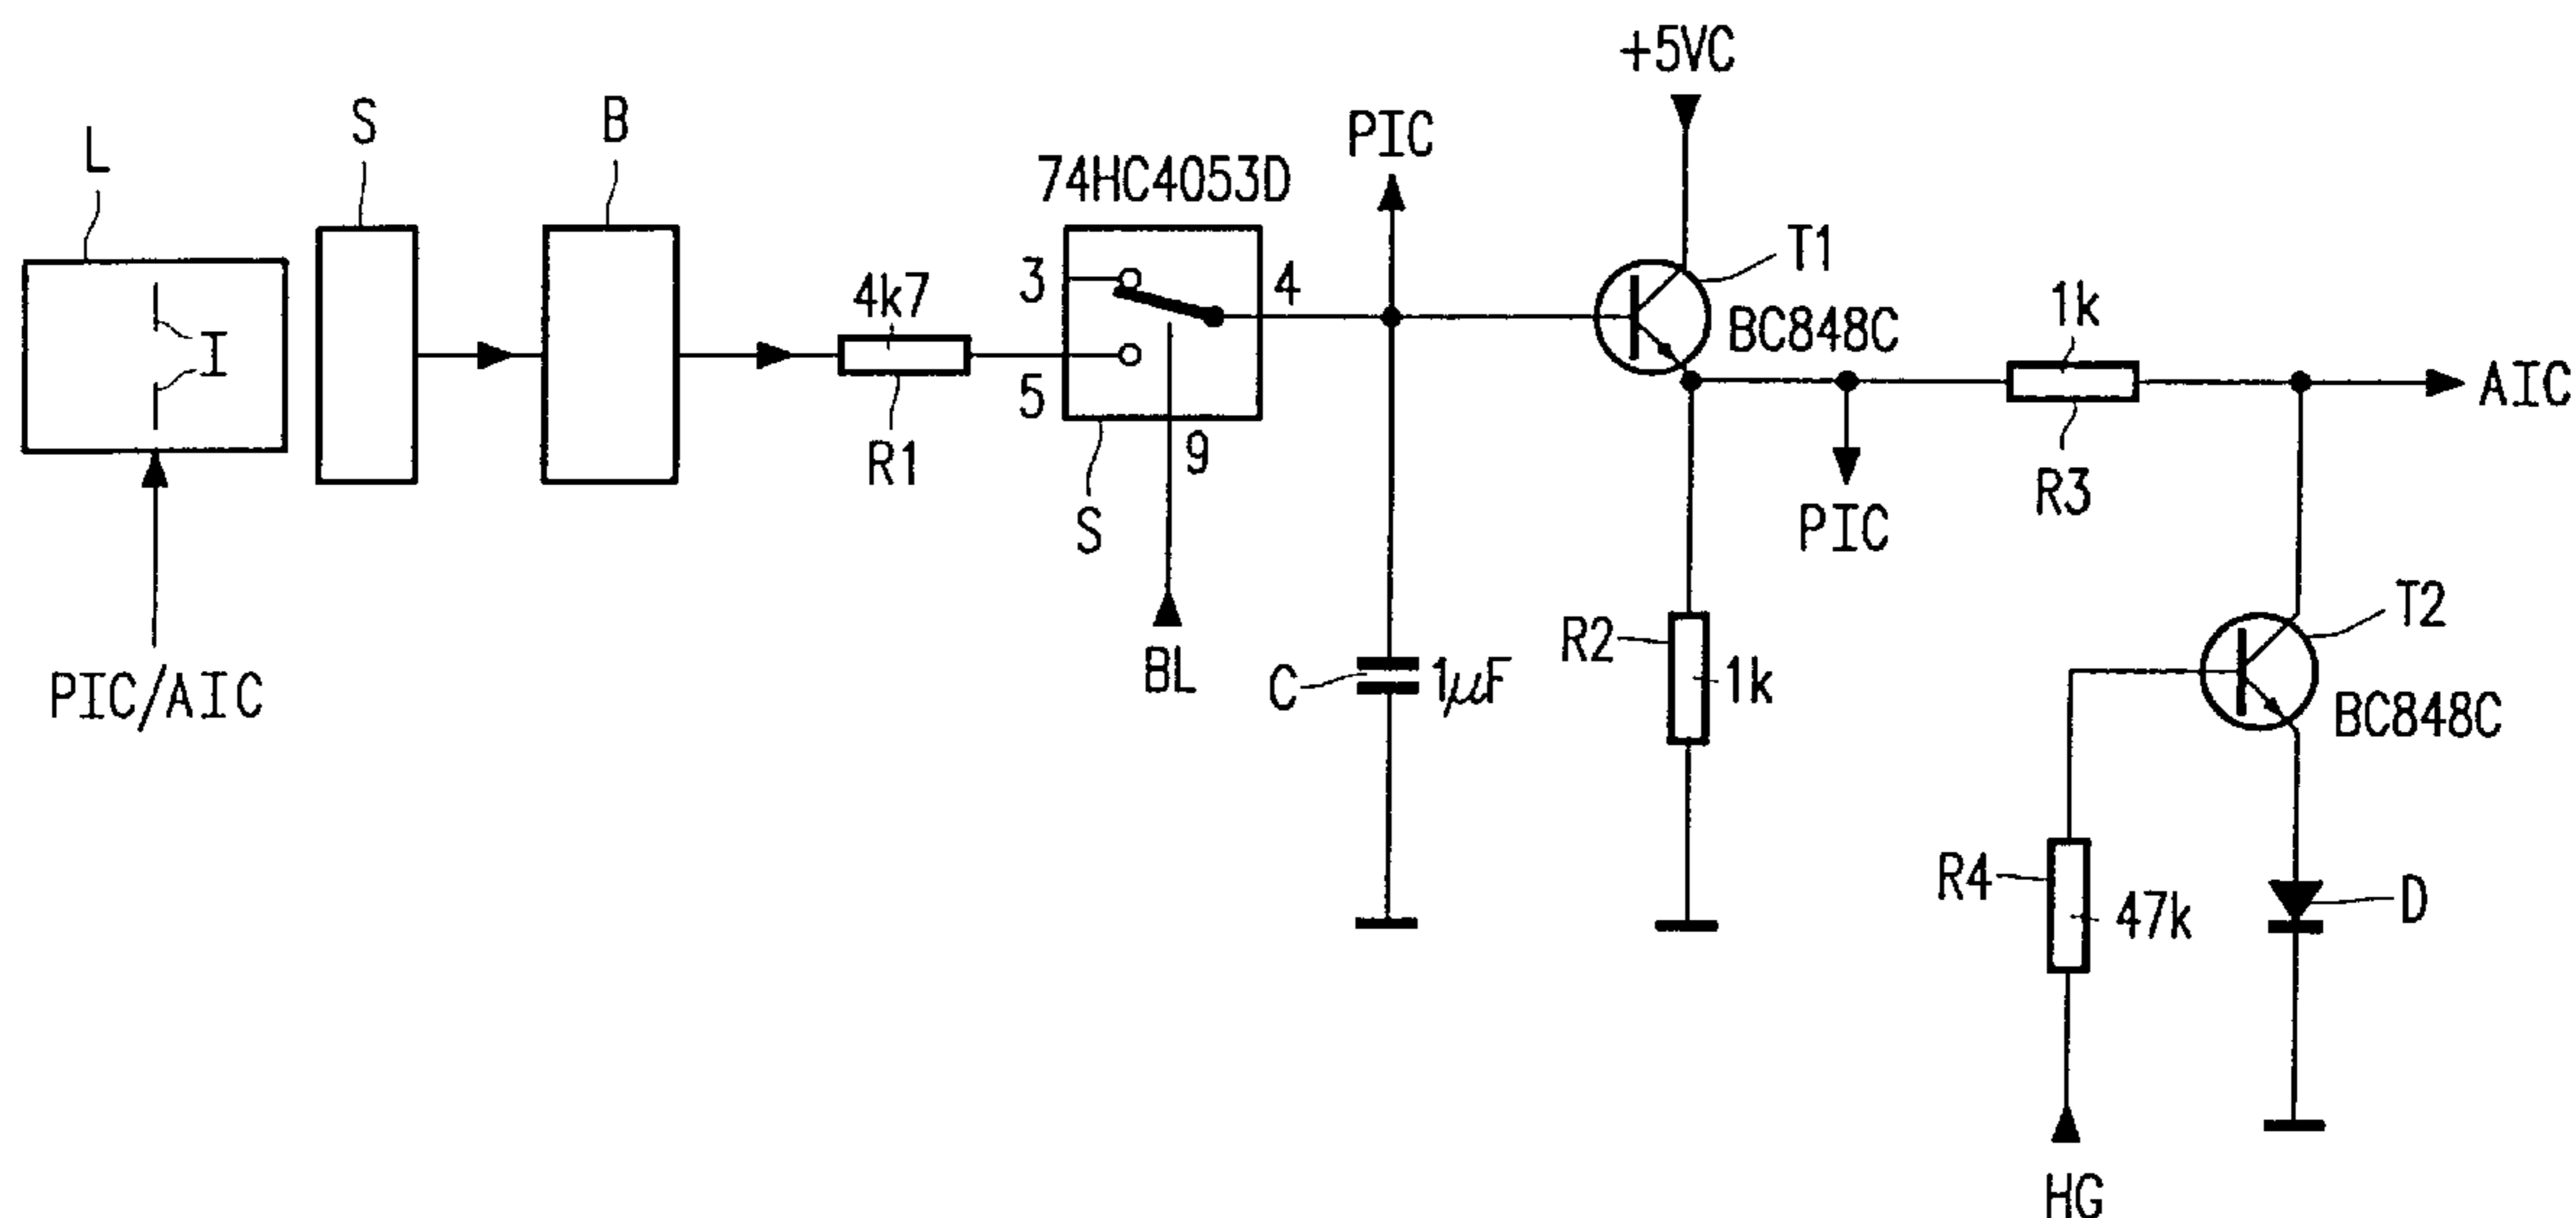 L
S
B
I
PIC/AIC
4k7
R1
74HC4053D
3
4
5
9
S
BL
PIC
C
1µF
+5VC
T1
BC848C
R2
1k
PIC
1k
R3
AIC
T2
BC848C
R4
47k
D
HG